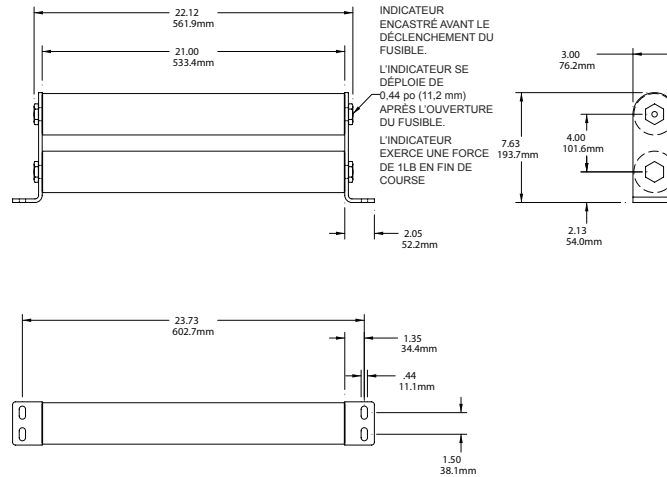 22.12
561.9mm
21.00
533.4mm
INDICATEUR
ENCASTRÉ AVANT LE
DÉCLENCHEMENT DU
FUSIBLE.
L'INDICATEUR SE
DÉPLOIE DE
0,44 po (11,2 mm)
APRÈS L'OUVERTURE
DU FUSIBLE.
L'INDICATEUR
EXERCE UNE FORCE
DE 1LB EN FIN DE
COURSE
2.05
52.2mm
3.00
76.2mm
7.63
193.7mm
4.00
101.6mm
2.13
54.0mm
23.73
602.7mm
1.35
34.4mm
.44
11.1mm
1.50
38.1mm